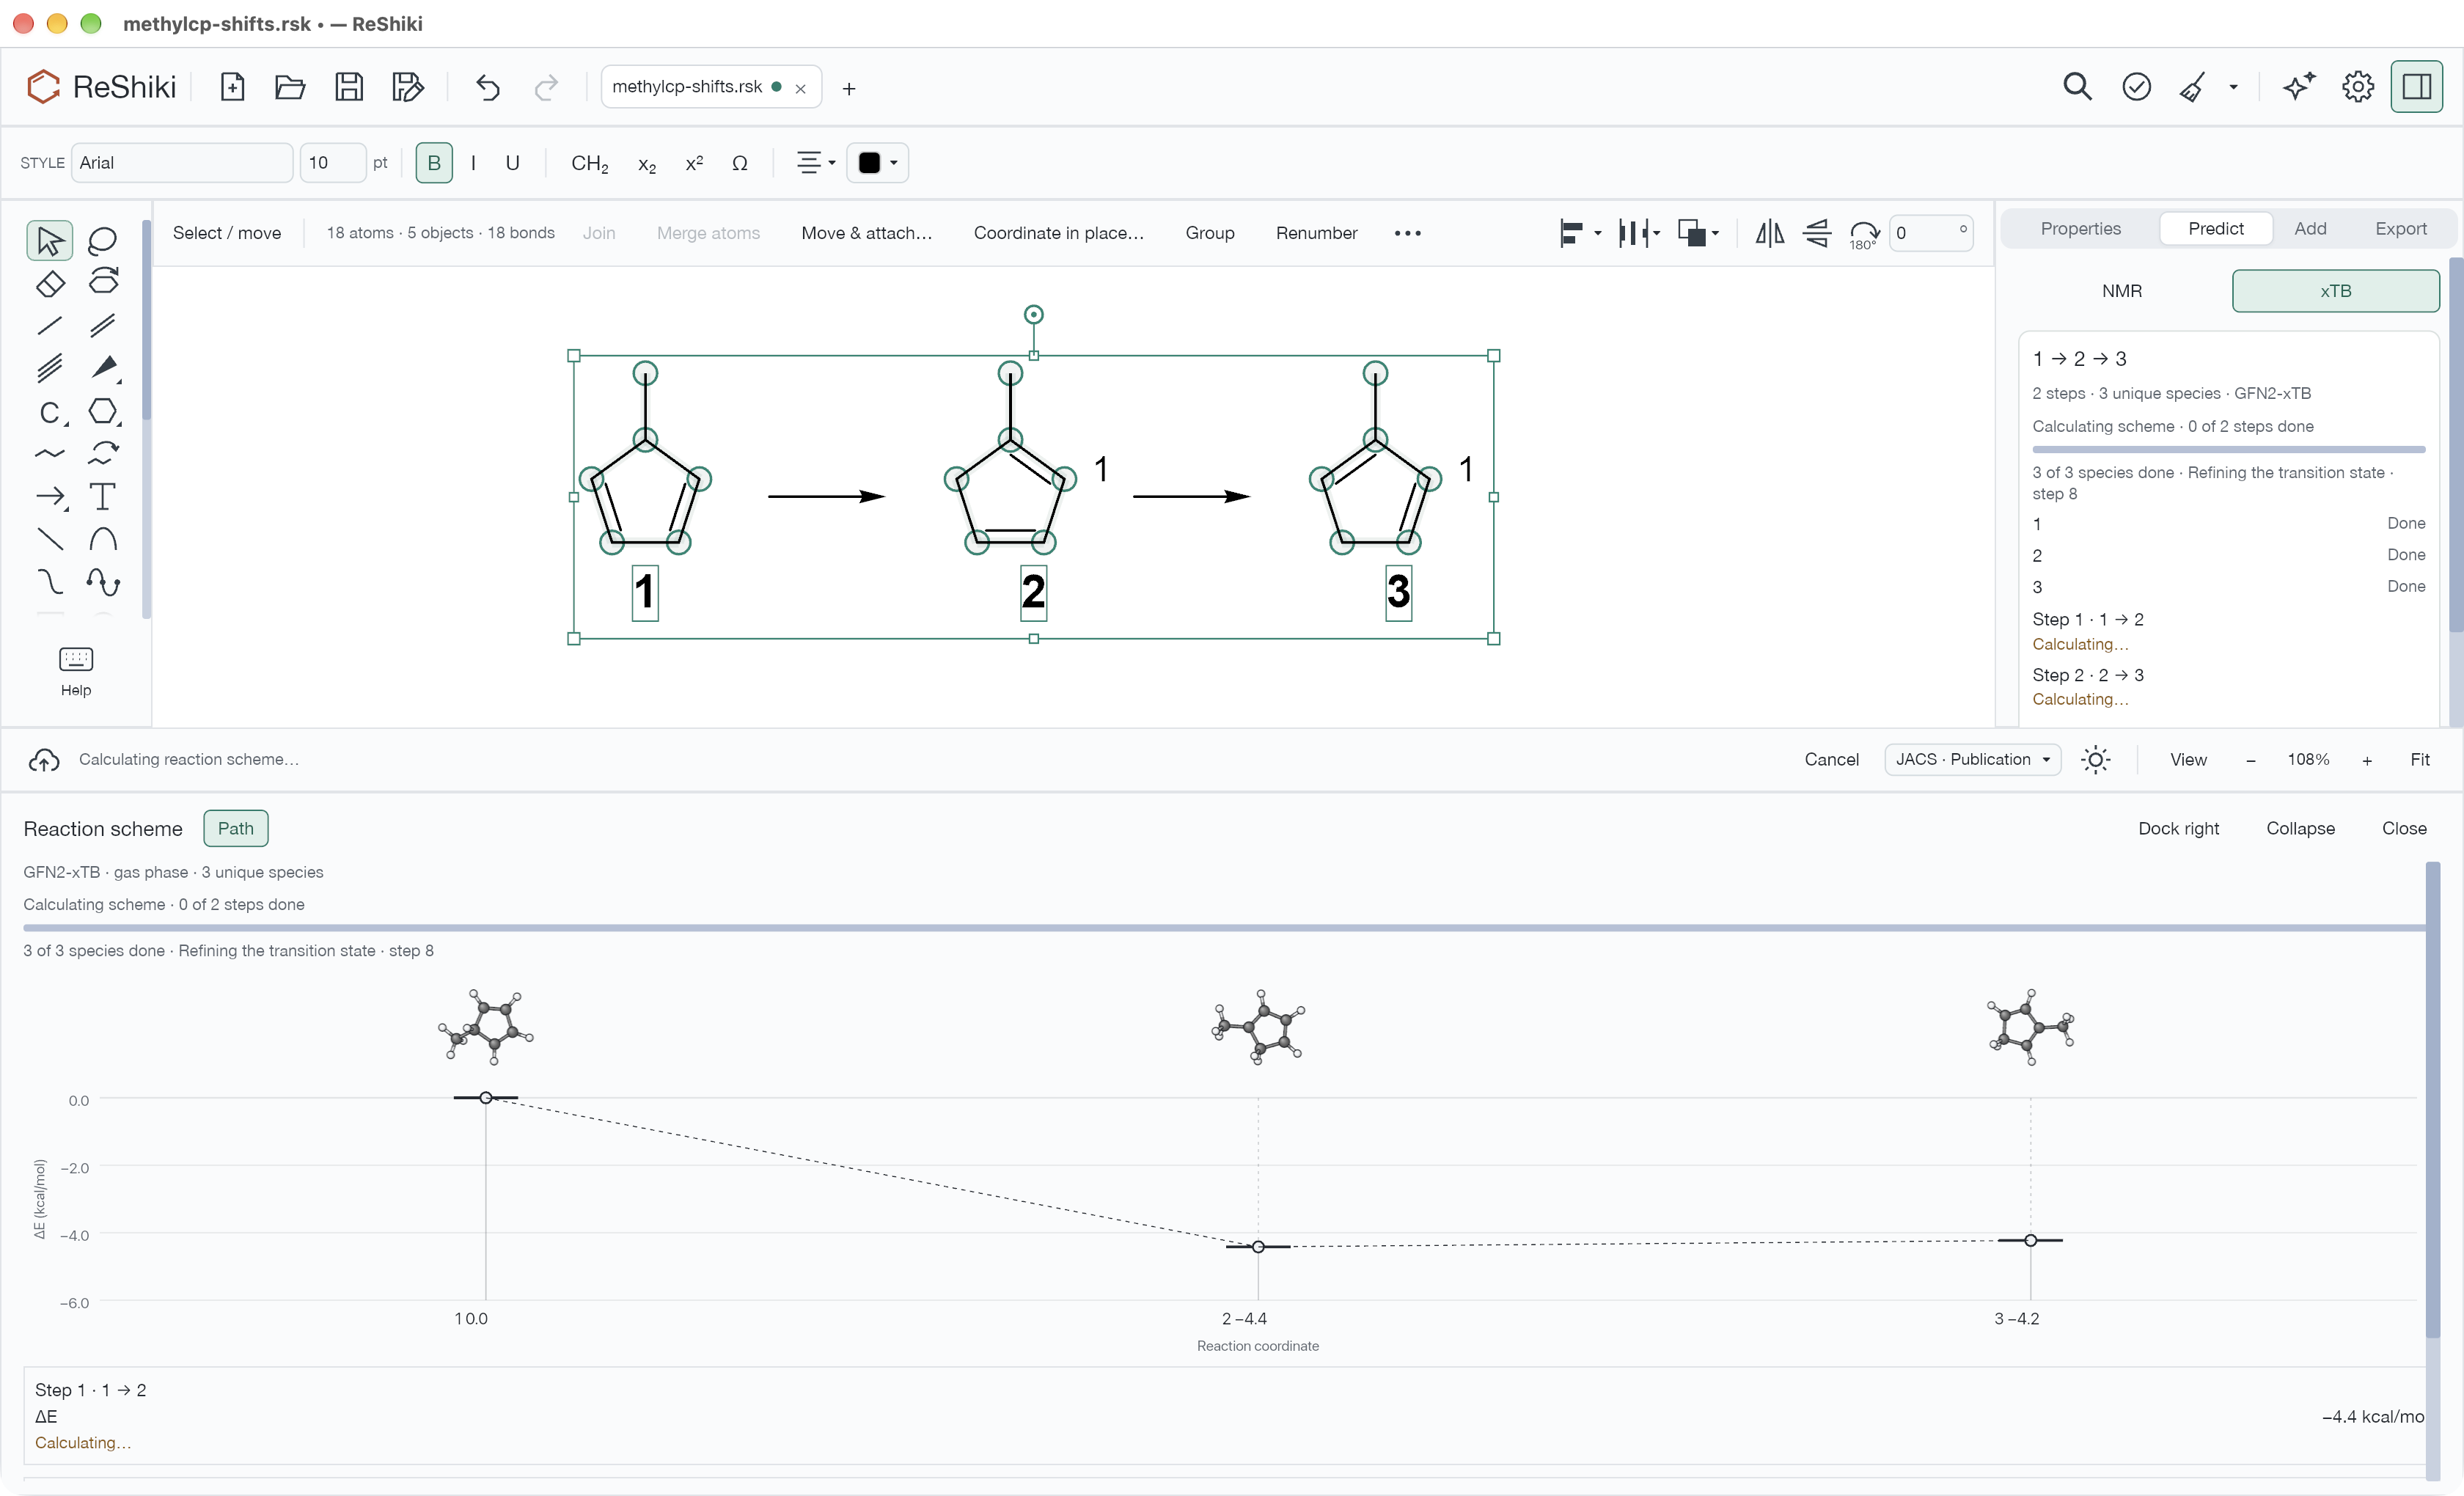 methylcp-shifts.rsk • — ReShiki
ReShiki
methylcp-shifts.rsk
STYLE Arial 10 pt B I U CH₂ x₂ x² Ω
Select / move 18 atoms · 5 objects · 18 bonds Join Merge atoms Move & attach... Coordinate in place... Group Renumber ••• 180° 0 °
Properties Predict Add Export
NMR xTB
1 → 2 → 3
2 steps · 3 unique species · GFN2-xTB
Calculating scheme · 0 of 2 steps done
3 of 3 species done · Refining the transition state ·
step 8
1 Done
2 Done
3 Done
Step 1 · 1 → 2
Calculating...
Step 2 · 2 → 3
Calculating...
C
T
Help
1 1
1 2 3
Calculating reaction scheme... Cancel JACS · Publication View − 108% + Fit
Reaction scheme Path Dock right Collapse Close
GFN2-xTB · gas phase · 3 unique species
Calculating scheme · 0 of 2 steps done
3 of 3 species done · Refining the transition state · step 8
0.0
−2.0
−4.0
−6.0
ΔE (kcal/mol)
1 0.0 2 −4.4 3 −4.2
Reaction coordinate
Step 1 · 1 → 2
ΔE −4.4 kcal/mo
Calculating...